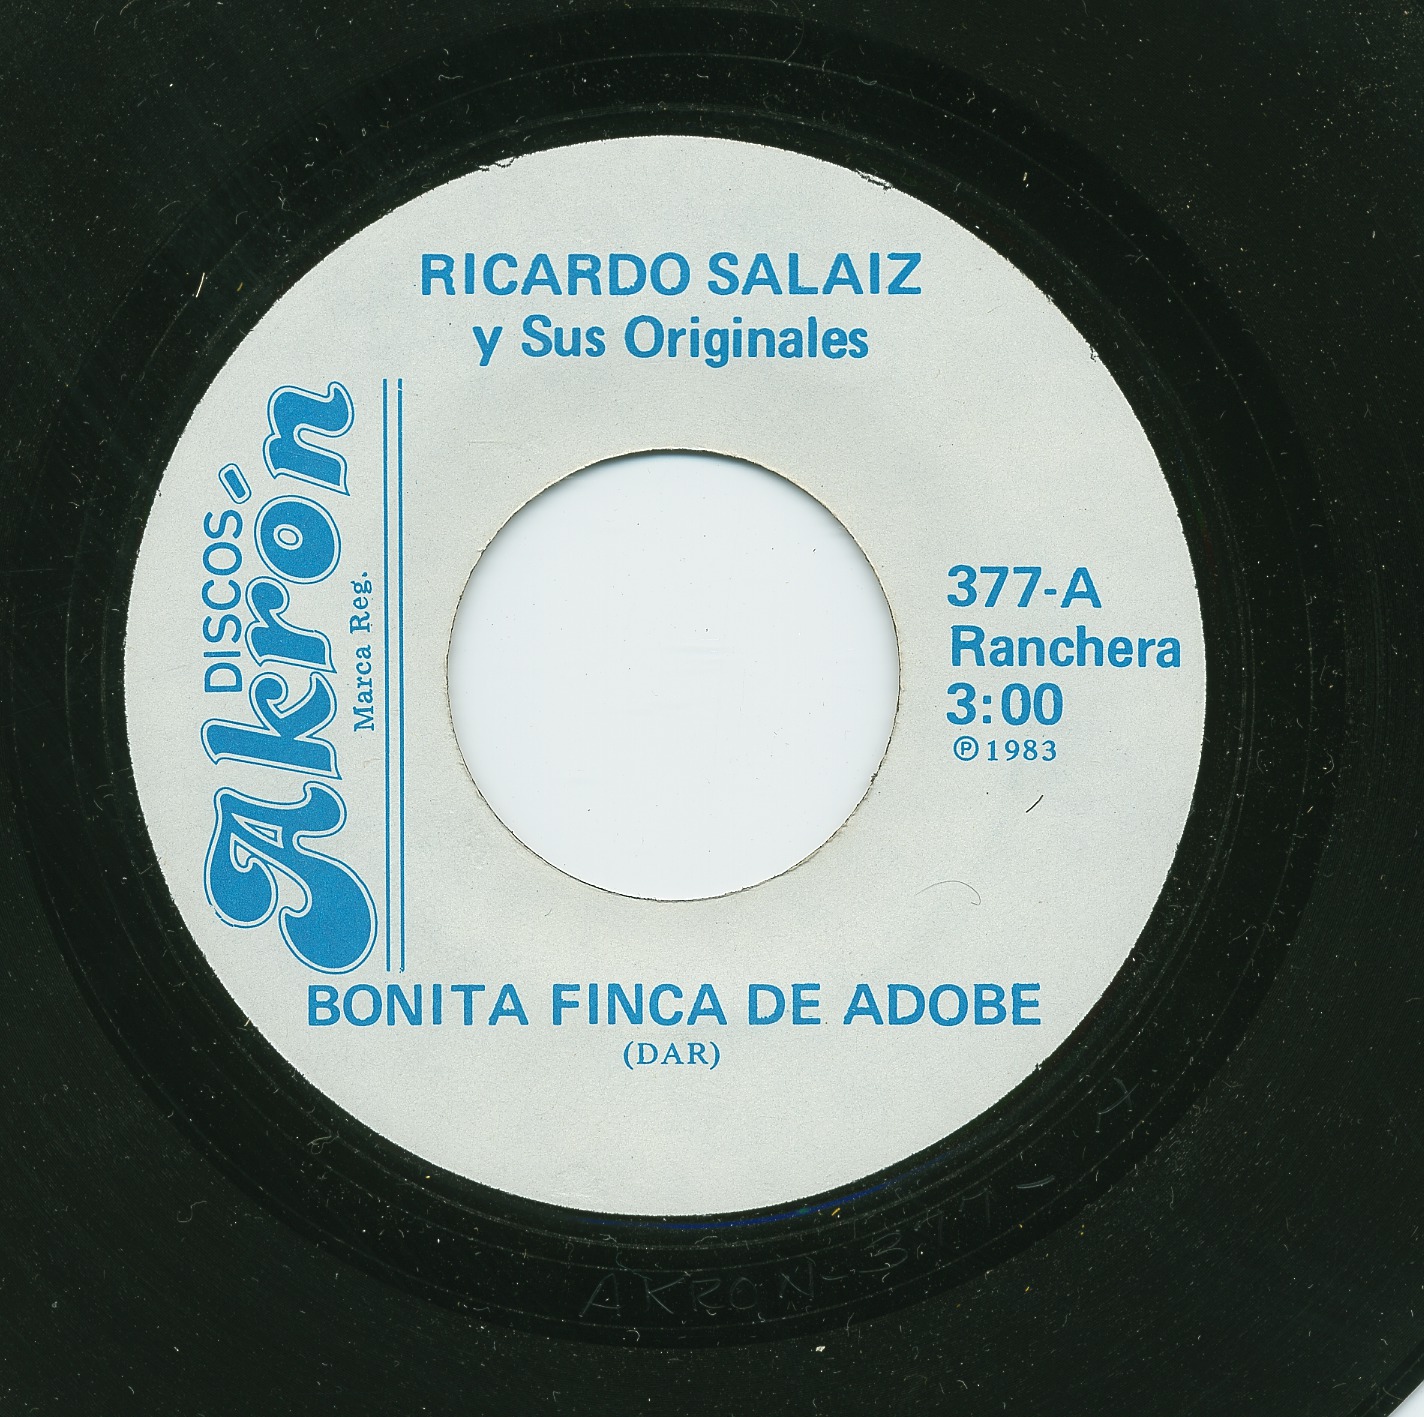 RICARDO SALAIZ
y Sus Originales
DISCOS
Akrón
Marca Reg.
377-A
Ranchera
3:00
℗1983
BONITA FINCA DE ADOBE
(DAR)
AKRON-377-